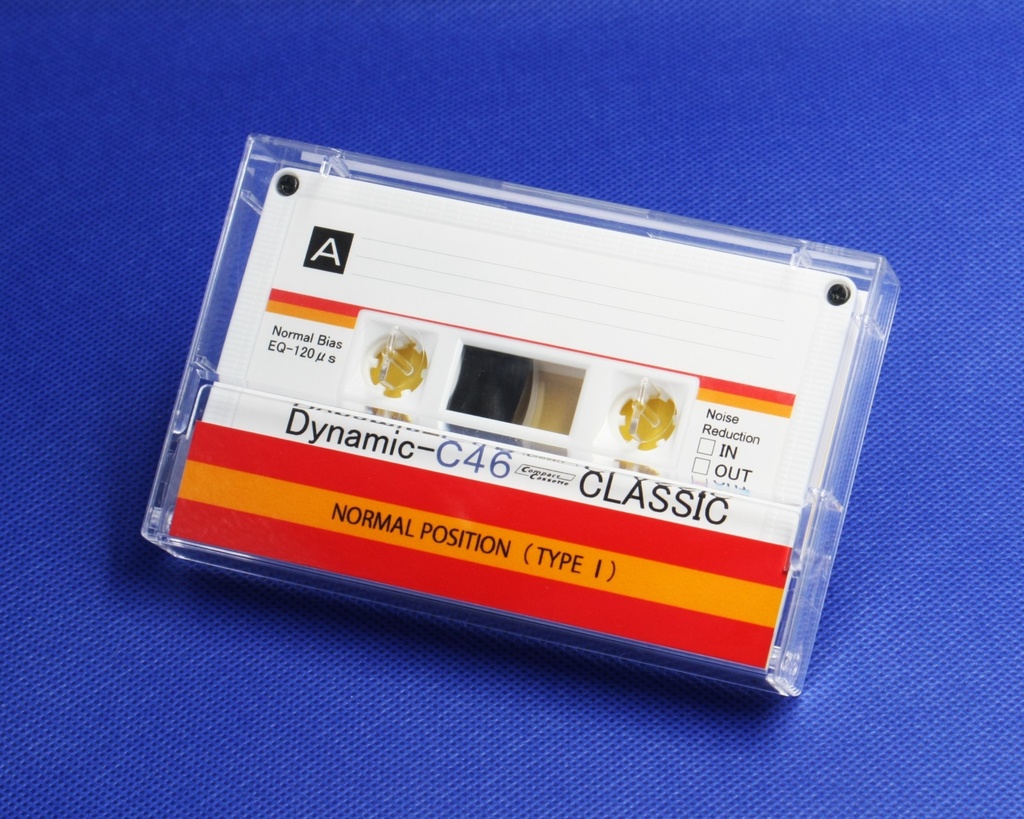 A
Normal Bias
EQ-120μs
Noise
Reduction
IN
OUT
Dynamic-C46 Compact Cassette CLASSIC
NORMAL POSITION (TYPE I)